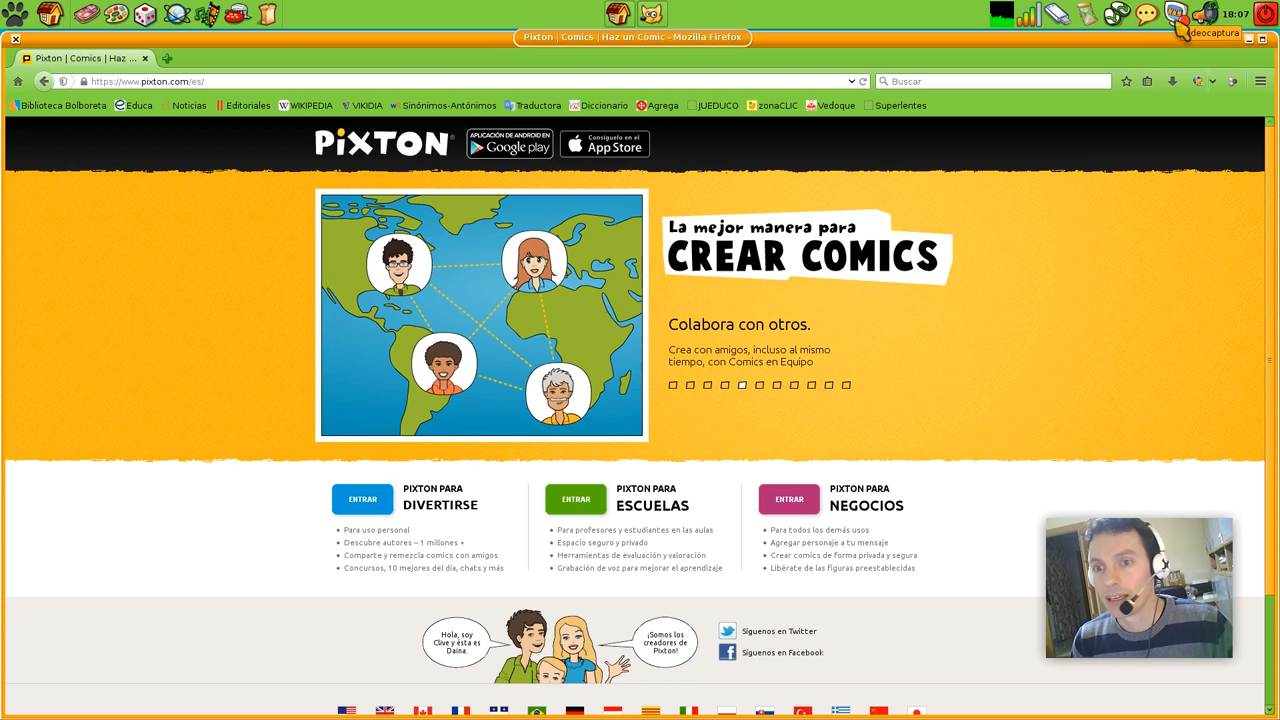 18:07
Pixton | Comics | Haz un Cómic - Mozilla Firefox
deocaptura
Pixton | Comics | Haz ...
https://www.pixton.com/es/
Buscar
Biblioteca Bolboreta
Educa
Noticias
Editoriales
WIKIPEDIA
VIKIDIA
Sinónimos-Antónimos
Traductora
Diccionario
Agrega
JUEDUCO
zonaCLIC
Vedoque
Superlentes
PiXTON®
APLICACIÓN DE ANDROID EN
Google play
Consíguelo en el
App Store
La mejor manera para
CREAR COMICS
Colabora con otros.
Crea con amigos, incluso al mismo
tiempo, con Comics en Equipo
ENTRAR
PIXTON PARA
DIVERTIRSE
• Para uso personal
• Descubre autores – 1 millones +
• Comparte y remezcla comics con amigos
• Concursos, 10 mejores del día, chats y más
ENTRAR
PIXTON PARA
ESCUELAS
• Para profesores y estudiantes en las aulas
• Espacio seguro y privado
• Herramientas de evaluación y valoración
• Grabación de voz para mejorar el aprendizaje
ENTRAR
PIXTON PARA
NEGOCIOS
• Para todos los demás usos
• Agregar personaje a tu mensaje
• Crear comics de forma privada y segura
• Libérate de las figuras preestablecidas
Hola, soy
Clive y ésta es
Daina.
¡Somos los
creadores de
Pixton!
Síguenos en Twitter
Síguenos en Facebook